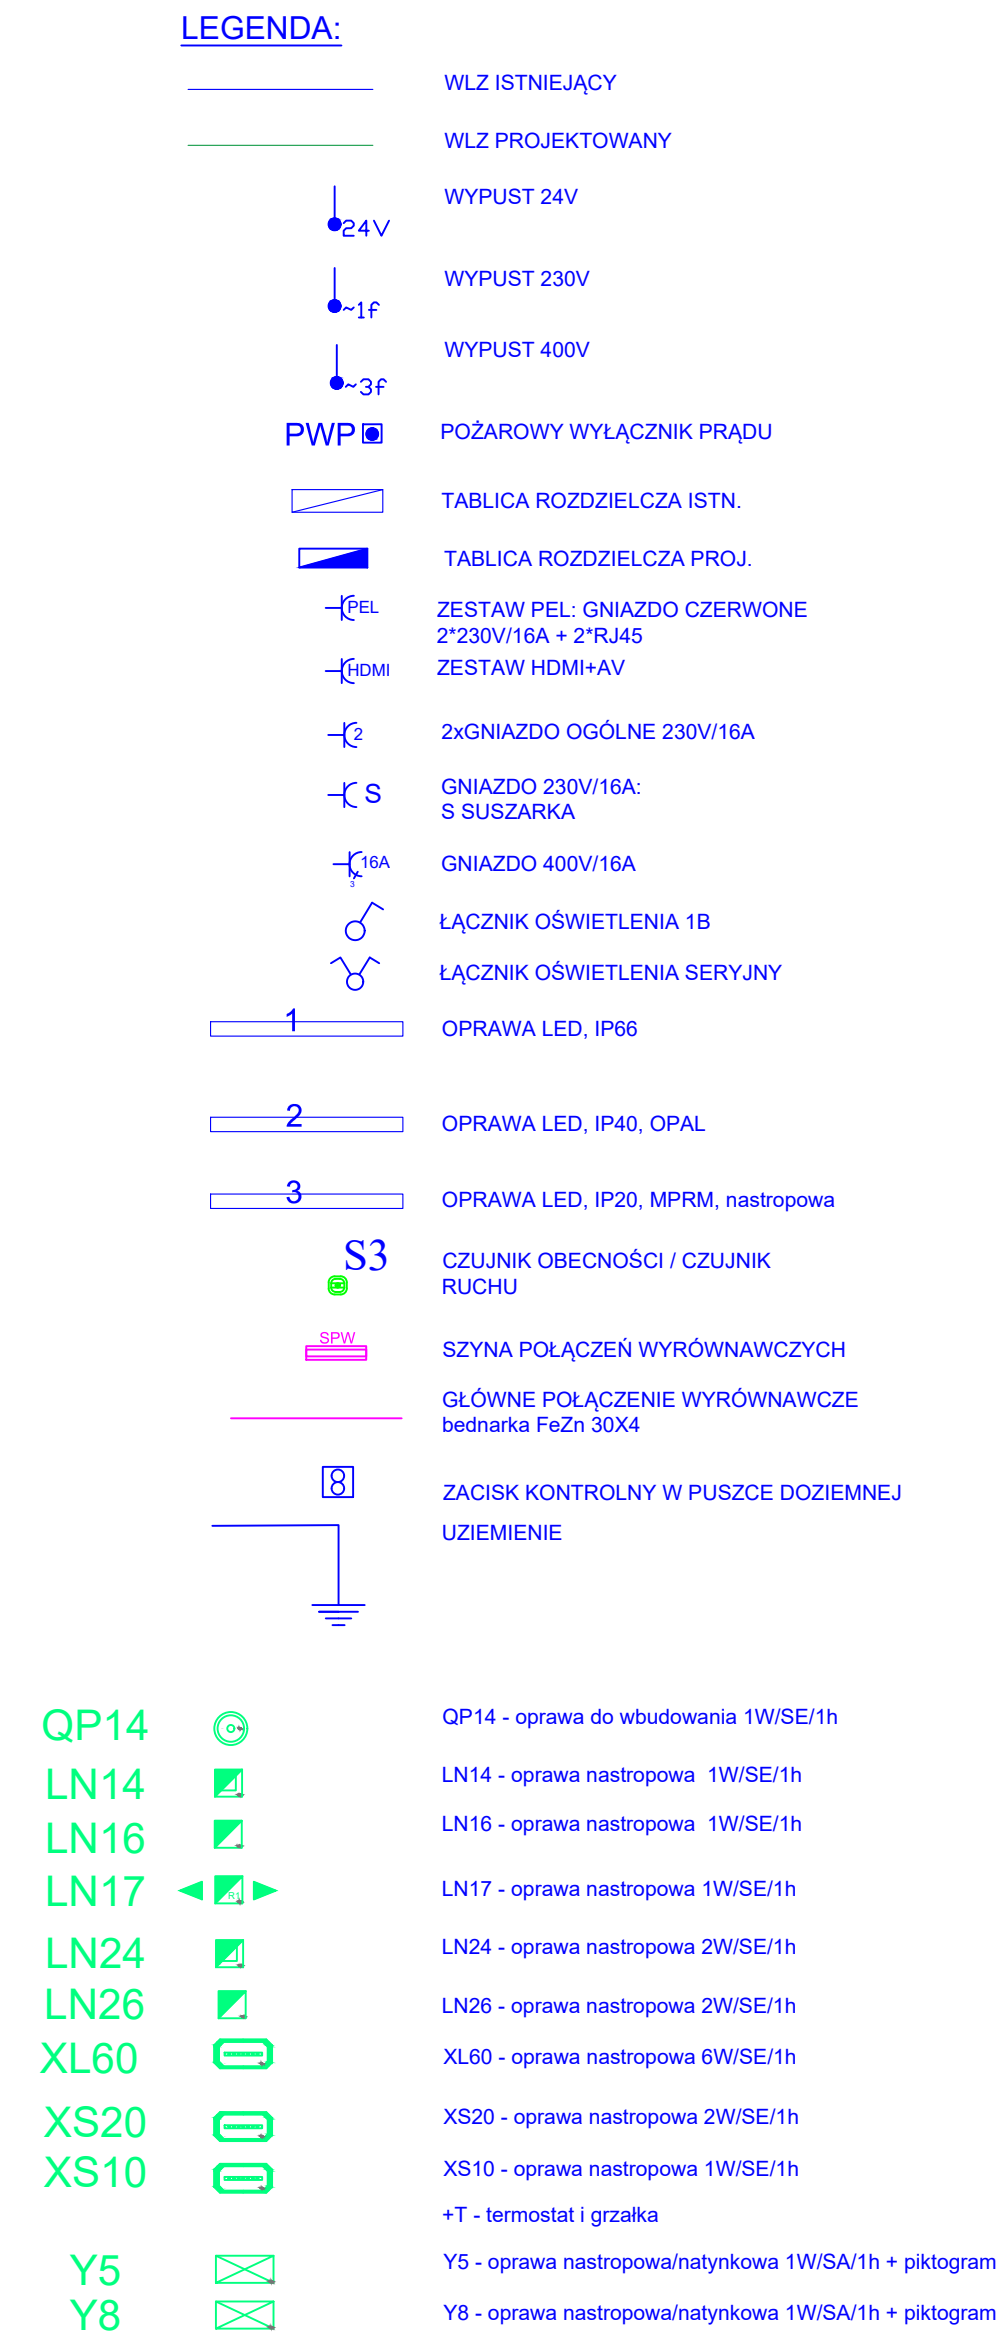 LEGENDA:
WLZ ISTNIEJĄCY
WLZ PROJEKTOWANY
WYPUST 24V
24V
WYPUST 230V
~1f
WYPUST 400V
~3f
PWP POŻAROWY WYŁĄCZNIK PRĄDU
TABLICA ROZDZIELCZA ISTN.
TABLICA ROZDZIELCZA PROJ.
PEL ZESTAW PEL: GNIAZDO CZERWONE
2*230V/16A + 2*RJ45
HDMI ZESTAW HDMI+AV
2 2xGNIAZDO OGÓLNE 230V/16A
S GNIAZDO 230V/16A:
S SUSZARKA
16A GNIAZDO 400V/16A
3
ŁĄCZNIK OŚWIETLENIA 1B
ŁĄCZNIK OŚWIETLENIA SERYJNY
1 OPRAWA LED, IP66
2 OPRAWA LED, IP40, OPAL
3 OPRAWA LED, IP20, MPRM, nastropowa
S3 CZUJNIK OBECNOŚCI / CZUJNIK
RUCHU
SPW SZYNA POŁĄCZEŃ WYRÓWNAWCZYCH
GŁÓWNE POŁĄCZENIE WYRÓWNAWCZE
bednarka FeZn 30X4
ZACISK KONTROLNY W PUSZCE DOZIEMNEJ
UZIEMIENIE
QP14 QP14 - oprawa do wbudowania 1W/SE/1h
LN14 LN14 - oprawa nastropowa 1W/SE/1h
LN16 LN16 - oprawa nastropowa 1W/SE/1h
LN17 R1 LN17 - oprawa nastropowa 1W/SE/1h
LN24 LN24 - oprawa nastropowa 2W/SE/1h
LN26 LN26 - oprawa nastropowa 2W/SE/1h
XL60 XL60 - oprawa nastropowa 6W/SE/1h
XS20 XS20 - oprawa nastropowa 2W/SE/1h
XS10 XS10 - oprawa nastropowa 1W/SE/1h
+T - termostat i grzałka
Y5 Y5 - oprawa nastropowa/natynkowa 1W/SA/1h + piktogram
Y8 Y8 - oprawa nastropowa/natynkowa 1W/SA/1h + piktogram